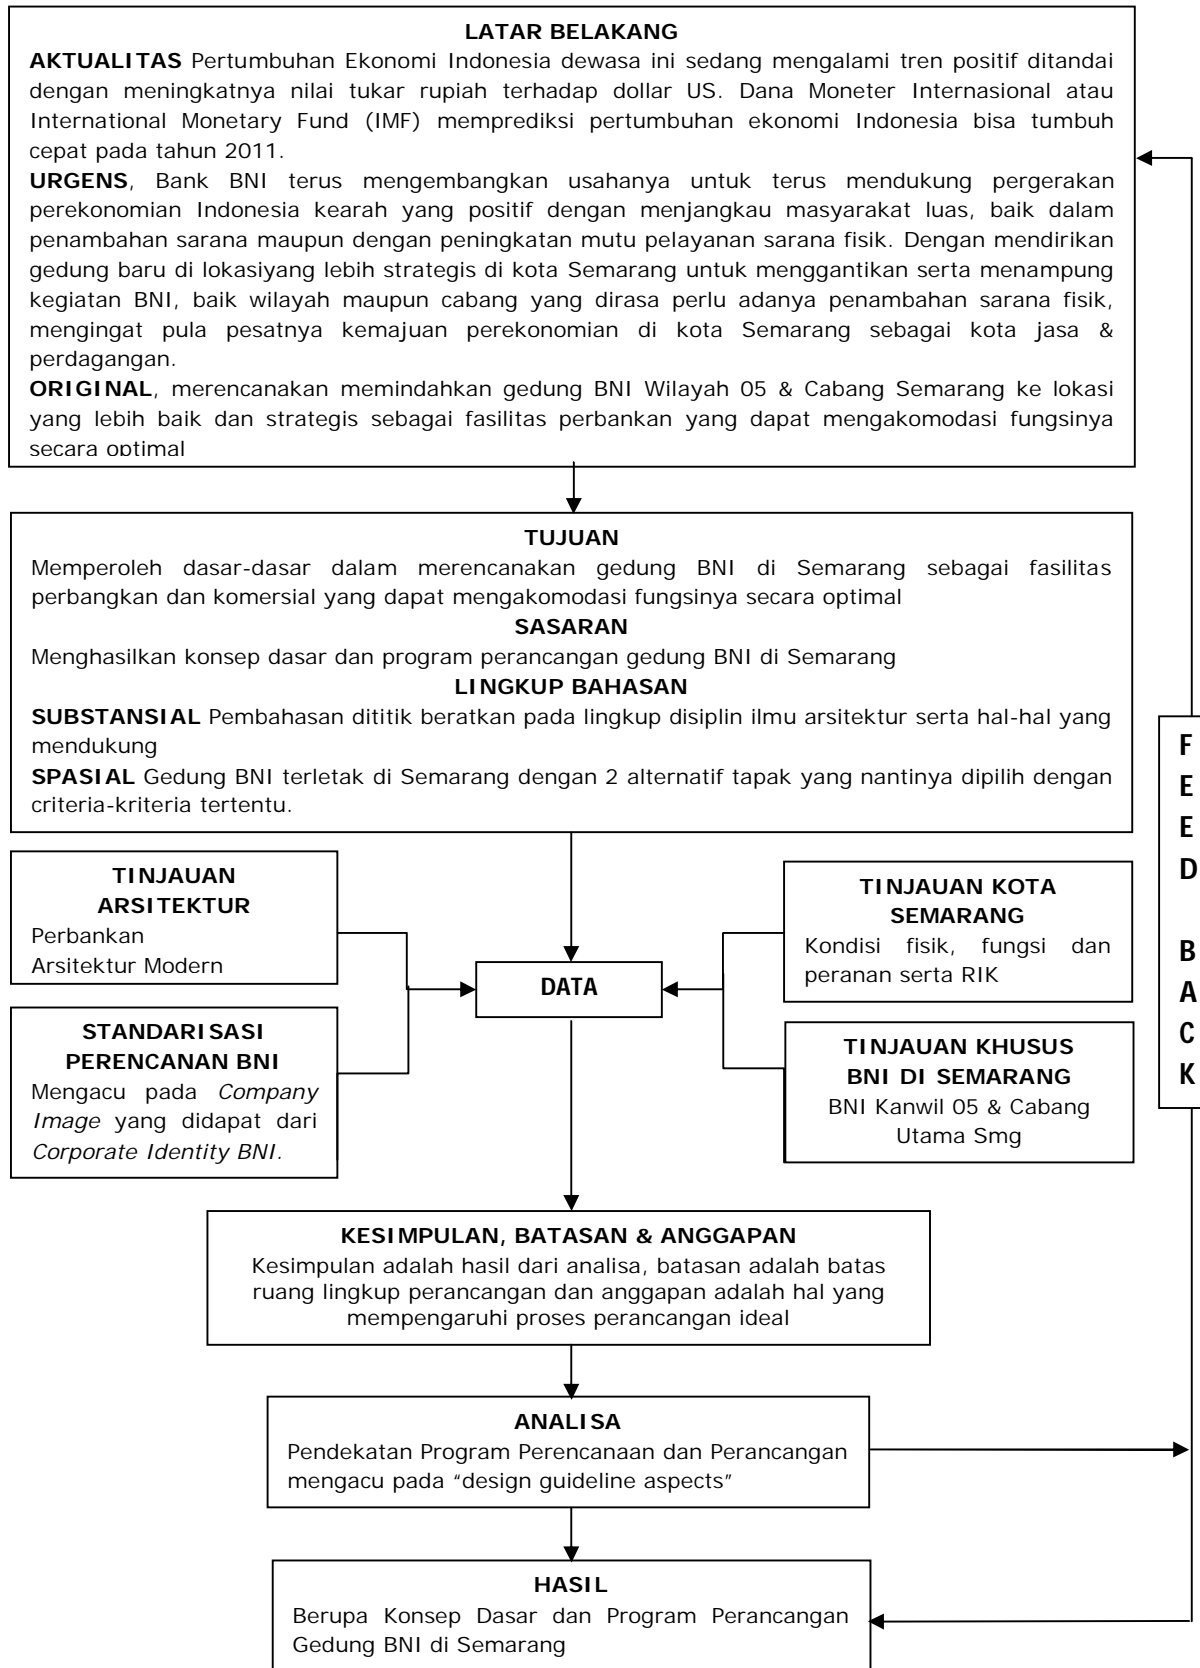 LATAR BELAKANG
AKTUALITAS Pertumbuhan Ekonomi Indonesia dewasa ini sedang mengalami tren positif ditandai
dengan meningkatnya nilai tukar rupiah terhadap dollar US. Dana Moneter Internasional atau
International Monetary Fund (IMF) memprediksi pertumbuhan ekonomi Indonesia bisa tumbuh
cepat pada tahun 2011.
URGENS, Bank BNI terus mengembangkan usahanya untuk terus mendukung pergerakan
perekonomian Indonesia kearah yang positif dengan menjangkau masyarakat luas, baik dalam
penambahan sarana maupun dengan peningkatan mutu pelayanan sarana fisik. Dengan mendirikan
gedung baru di lokasiyang lebih strategis di kota Semarang untuk menggantikan serta menampung
kegiatan BNI, baik wilayah maupun cabang yang dirasa perlu adanya penambahan sarana fisik,
mengingat pula pesatnya kemajuan perekonomian di kota Semarang sebagai kota jasa &
perdagangan.
ORIGINAL, merencanakan memindahkan gedung BNI Wilayah 05 & Cabang Semarang ke lokasi
yang lebih baik dan strategis sebagai fasilitas perbankan yang dapat mengakomodasi fungsinya
secara optimal
TUJUAN
Memperoleh dasar-dasar dalam merencanakan gedung BNI di Semarang sebagai fasilitas
perbangkan dan komersial yang dapat mengakomodasi fungsinya secara optimal
SASARAN
Menghasilkan konsep dasar dan program perancangan gedung BNI di Semarang
LINGKUP BAHASAN
SUBSTANSIAL Pembahasan dititik beratkan pada lingkup disiplin ilmu arsitektur serta hal-hal yang
mendukung
SPASIAL Gedung BNI terletak di Semarang dengan 2 alternatif tapak yang nantinya dipilih dengan
criteria-kriteria tertentu.
TINJAUAN
ARSITEKTUR
Perbankan
Arsitektur Modern
STANDARISASI
PERENCANAN BNI
Mengacu pada Company
Image yang didapat dari
Corporate Identity BNI.
DATA
TINJAUAN KOTA
SEMARANG
Kondisi fisik, fungsi dan
peranan serta RIK
TINJAUAN KHUSUS
BNI DI SEMARANG
BNI Kanwil 05 & Cabang
Utama Smg
FEED
BACK
KESIMPULAN, BATASAN & ANGGAPAN
Kesimpulan adalah hasil dari analisa, batasan adalah batas
ruang lingkup perancangan dan anggapan adalah hal yang
mempengaruhi proses perancangan ideal
ANALISA
Pendekatan Program Perencanaan dan Perancangan
mengacu pada “design guideline aspects”
HASIL
Berupa Konsep Dasar dan Program Perancangan
Gedung BNI di Semarang